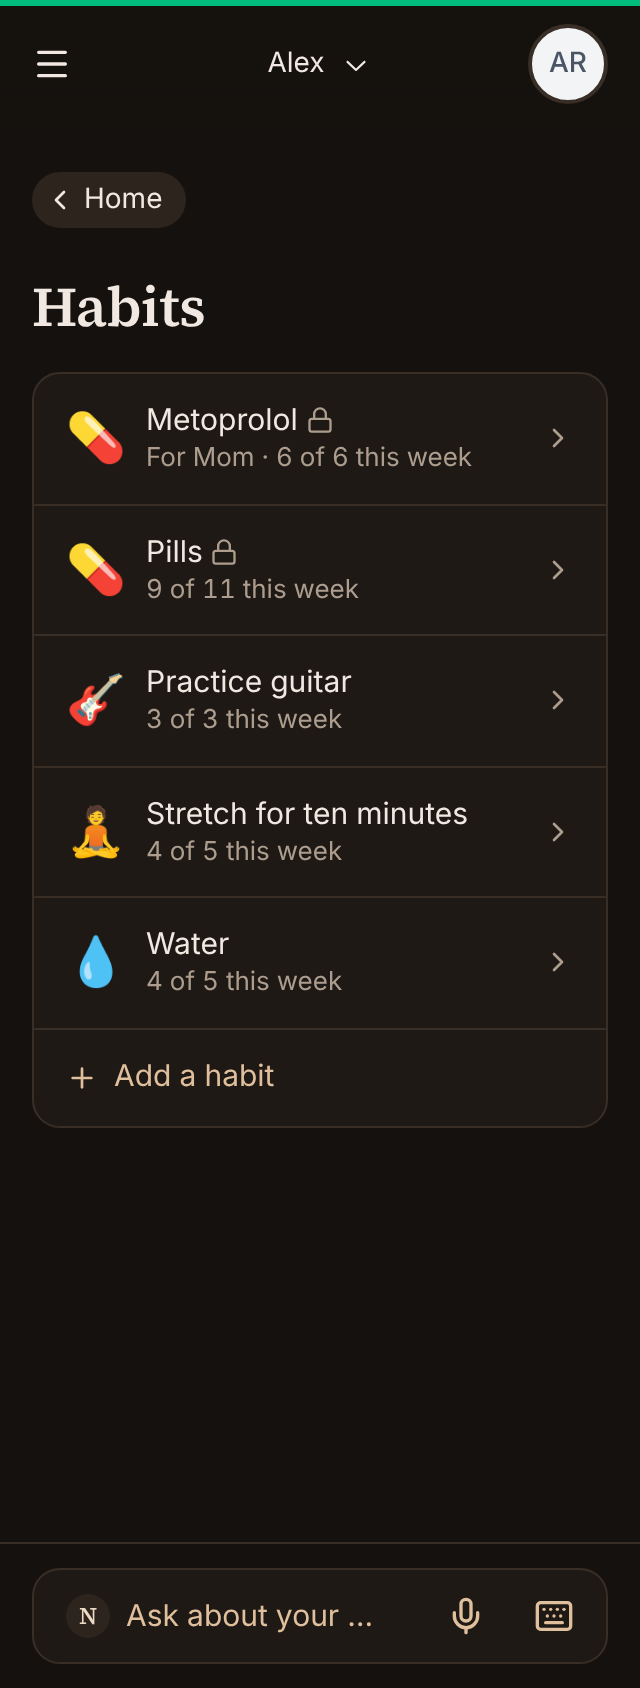 Alex
AR
Home
Habits
Metoprolol
For Mom · 6 of 6 this week
Pills
9 of 11 this week
Practice guitar
3 of 3 this week
Stretch for ten minutes
4 of 5 this week
Water
4 of 5 this week
Add a habit
N
Ask about your ...